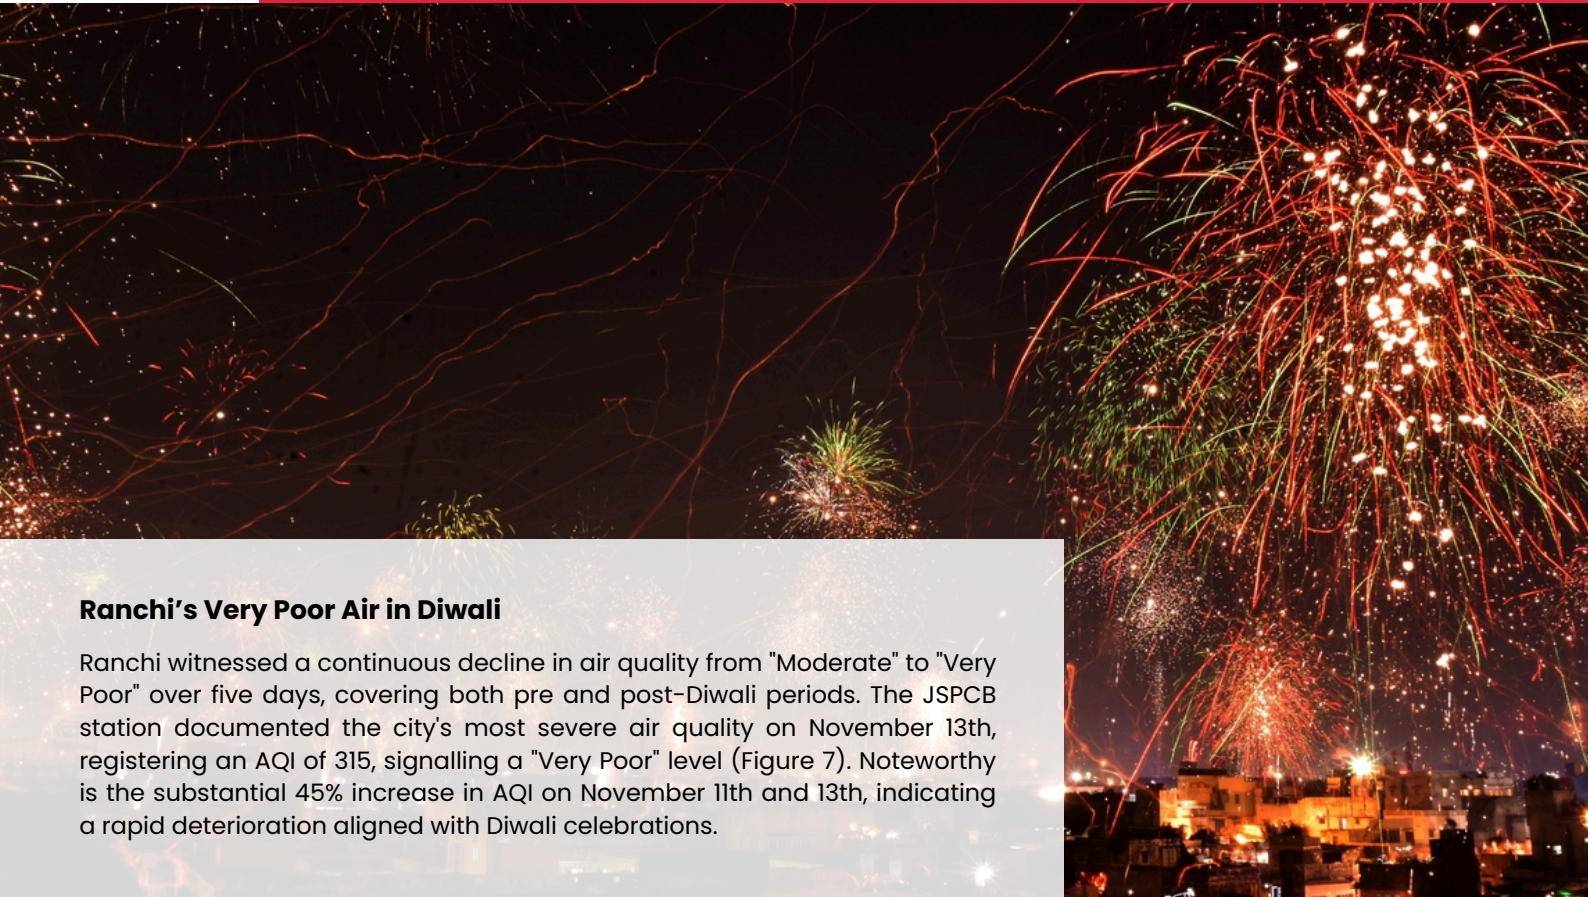 Ranchi’s Very Poor Air in Diwali
Ranchi witnessed a continuous decline in air quality from "Moderate" to "Very
Poor" over five days, covering both pre and post-Diwali periods. The JSPCB
station documented the city's most severe air quality on November 13th,
registering an AQI of 315, signalling a "Very Poor" level (Figure 7). Noteworthy
is the substantial 45% increase in AQI on November 11th and 13th, indicating
a rapid deterioration aligned with Diwali celebrations.